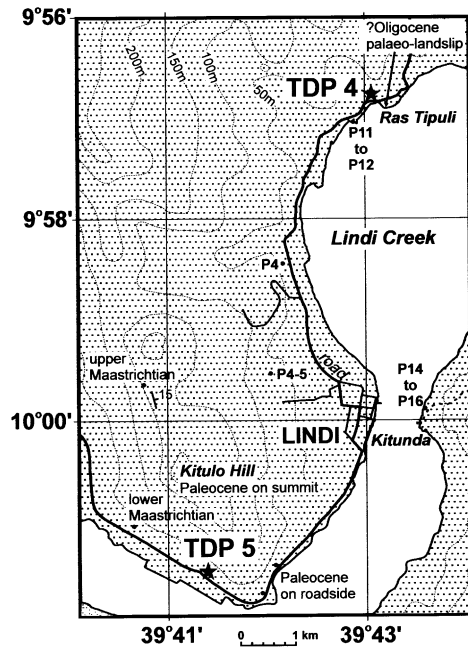 9°56'
200m
150m
100m
50m
?Oligocene
palaeo-landslip
TDP 4
Ras Tipuli
P11
to
P12
9°58'
Lindi Creek
P4
road
P4-5
upper
Maastrichtian
15
P14
to
P16
10°00'
LINDI
Kitunda
Kitulo Hill
Paleocene on summit
lower
Maastrichtian
TDP 5
Paleocene
on roadside
39°41'
39°43'
0 1 km